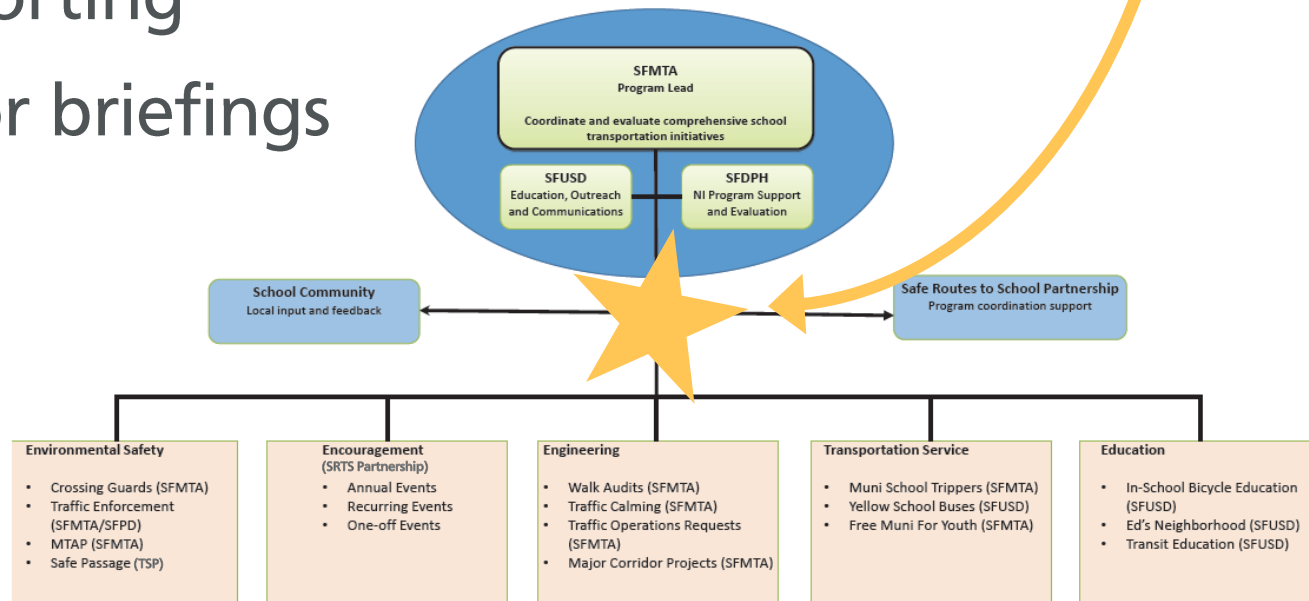 or briefings
SFMTA
Program Lead
Coordinate and evaluate comprehensive school
transportation initiatives
SFUSD
Education, Outreach
and Communications
SFDPH
NI Program Support
and Evaluation
School Community
Local input and feedback
Safe Routes to School Partnership
Program coordination support
Environmental Safety
• Crossing Guards (SFMTA)
• Traffic Enforcement
(SFMTA/SFPD)
• MTAP (SFMTA)
• Safe Passage (TSP)
Encouragement
(SRTS Partnership)
• Annual Events
• Recurring Events
• One-off Events
Engineering
• Walk Audits (SFMTA)
• Traffic Calming (SFMTA)
• Traffic Operations Requests
(SFMTA)
• Major Corridor Projects (SFMTA)
Transportation Service
• Muni School Trippers (SFMTA)
• Yellow School Buses (SFUSD)
• Free Muni For Youth (SFMTA)
Education
• In-School Bicycle Education
(SFUSD)
• Ed's Neighborhood (SFUSD)
• Transit Education (SFUSD)